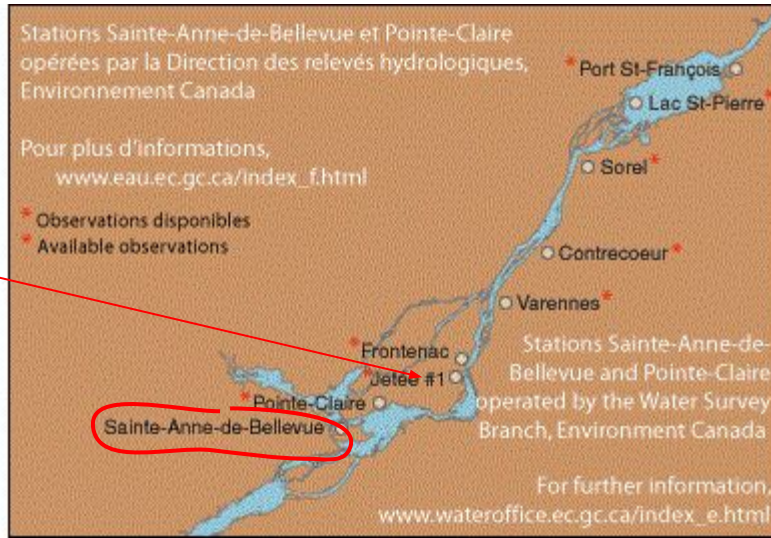 Stations Sainte-Anne-de-Bellevue et Pointe-Claire
opérées par la Direction des relevés hydrologiques,
Environnement Canada
Pour plus d'informations,
www.eau.ec.gc.ca/index_f.html
* Observations disponibles
* Available observations
* Port St-François
Lac St-Pierre *
Sorel *
Contrecoeur *
Varennes *
* Frontenac
* Jetée #1
* Pointe-Claire
Sainte-Anne-de-Bellevue
Stations Sainte-Anne-de-
Bellevue and Pointe-Claire
operated by the Water Survey
Branch, Environment Canada
For further information,
www.wateroffice.ec.gc.ca/index_e.html